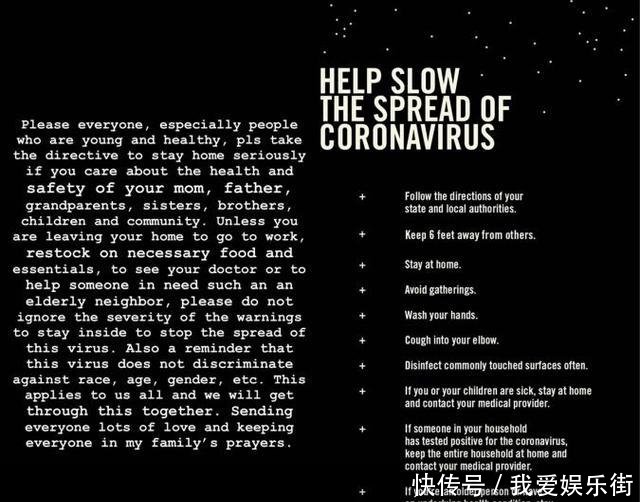 Please everyone, especially people
who are young and healthy, pls take
the directive to stay home seriously
if you care about the health and
safety of your mom, father,
grandparents, sisters, brothers,
children and community. Unless you
are leaving your home to go to work,
restock on necessary food and
essentials, to see your doctor or to
help someone in need such an an
elderly neighbor, please do not
ignore the severity of the warnings
to stay inside to stop the spread of
this virus. Also a reminder that
this virus does not discriminate
against race, age, gender, etc. This
applies to us all and we will get
through this together. Sending
everyone lots of love and keeping
everyone in my family's prayers.
HELP SLOW
THE SPREAD OF
CORONAVIRUS
+ Follow the directions of your
state and local authorities.
+ Keep 6 feet away from others.
+ Stay at home.
+ Avoid gatherings.
+ Wash your hands.
+ Cough into your elbow.
+ Disinfect commonly touched surfaces often.
+ If you or your children are sick, stay at home
and contact your medical provider.
+ If someone in your household
has tested positive for the coronavirus,
keep the entire household at home and
contact your medical provider.
+ If you're an older person
快传号 / 我爱娱乐街